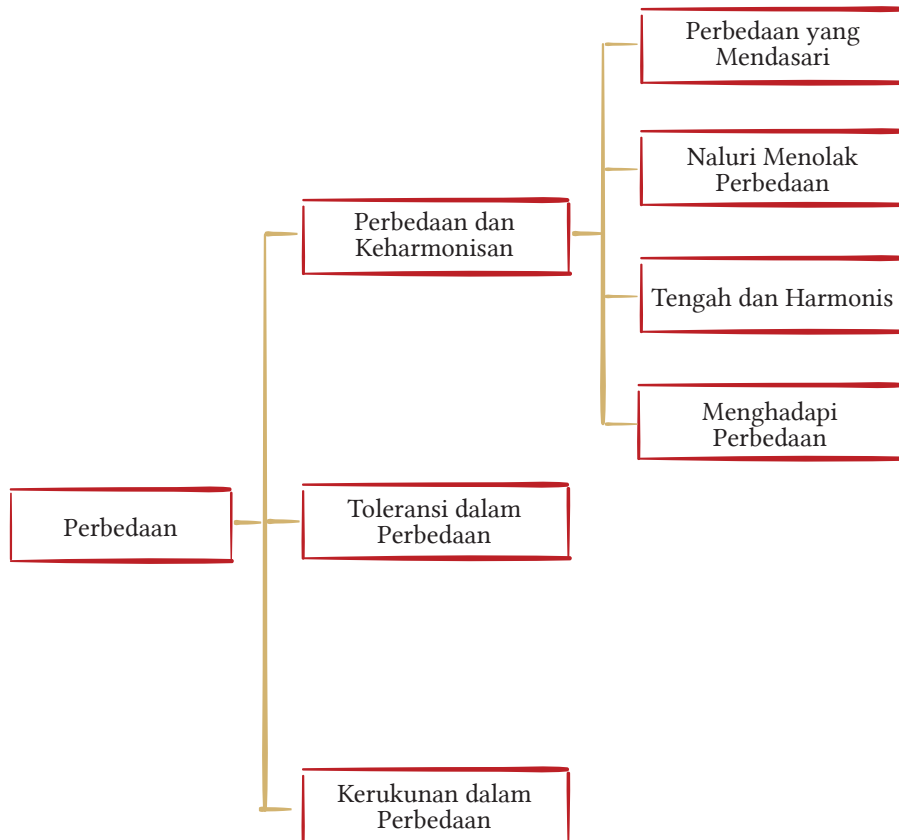 Perbedaan yang
Mendasari
Naluri Menolak
Perbedaan
Perbedaan dan
Keharmonisan
Tengah dan Harmonis
Menghadapi
Perbedaan
Perbedaan
Toleransi dalam
Perbedaan
Kerukunan dalam
Perbedaan